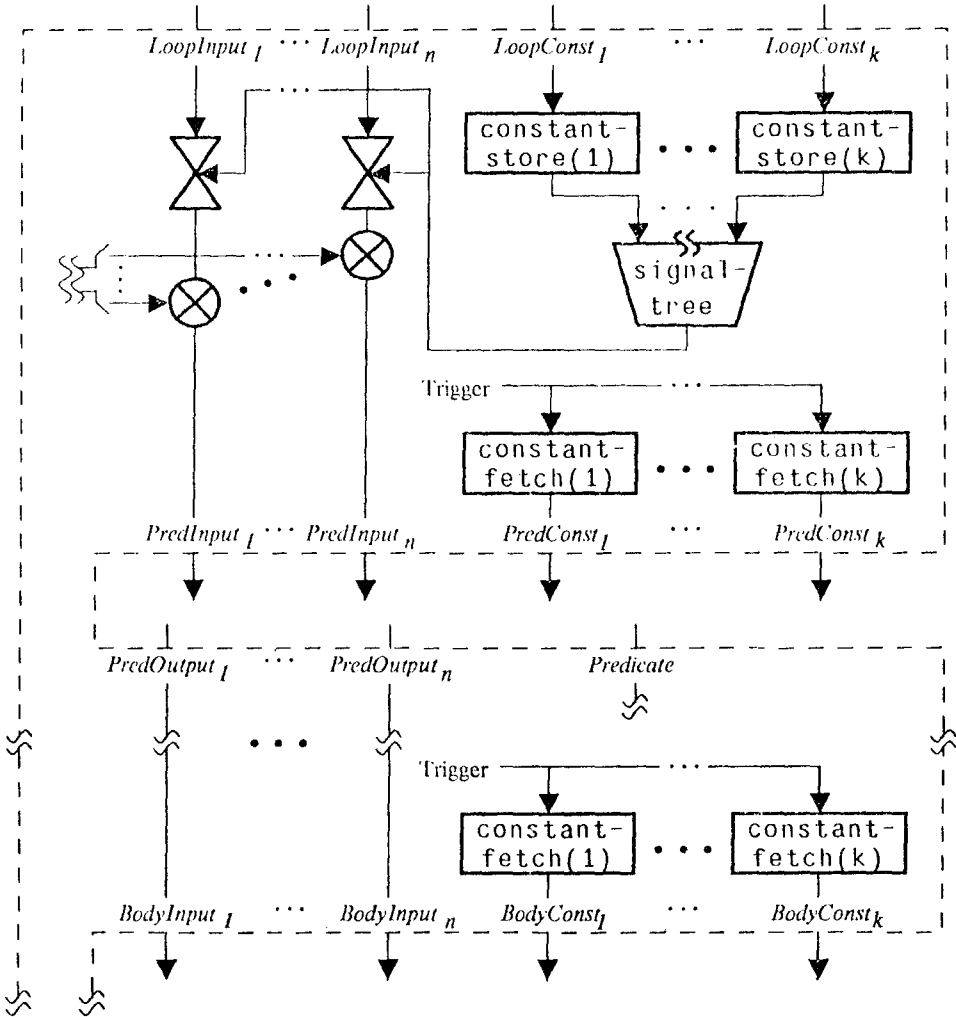 LoopInput 1 ··· LoopInput n LoopConst 1 ··· LoopConst k
constant-
store(1)
constant-
store(k)
signal-
tree
Trigger
constant-
fetch(1)
constant-
fetch(k)
PredInput 1 ··· PredInput n PredConst 1 ··· PredConst k
PredOutput 1 ··· PredOutput n Predicate
Trigger
constant-
fetch(1)
constant-
fetch(k)
BodyInput 1 ··· BodyInput n BodyConst 1 ··· BodyConst k